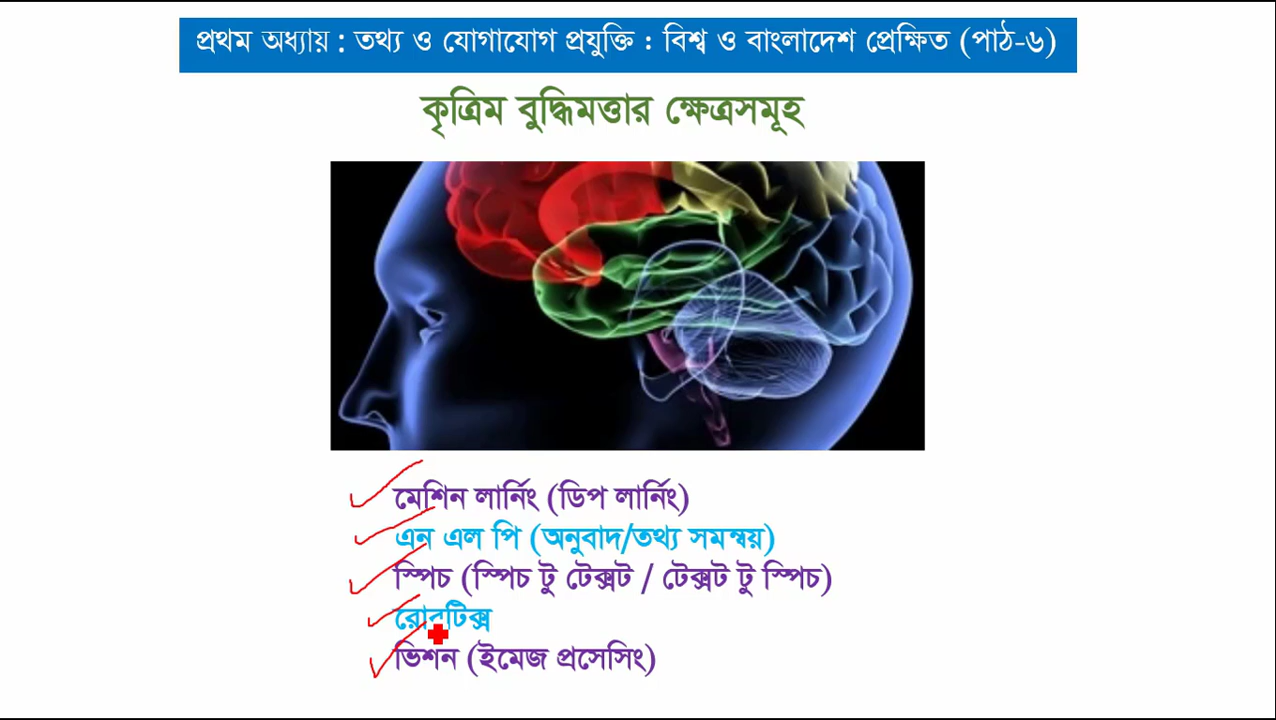 প্রথম অধ্যায় : তথ্য ও যোগাযোগ প্রযুক্তি : বিশ্ব ও বাংলাদেশ প্রেক্ষিত (পাঠ-৬)
কৃত্রিম বুদ্ধিমত্তার ক্ষেত্রসমূহ
মেশিন লার্নিং (ডিপ লার্নিং)
এন এল পি (অনুবাদ/তথ্য সমন্বয়)
স্পিচ (স্পিচ টু টেক্সট / টেক্সট টু স্পিচ)
রোবটিক্স
ভিশন (ইমেজ প্রসেসিং)